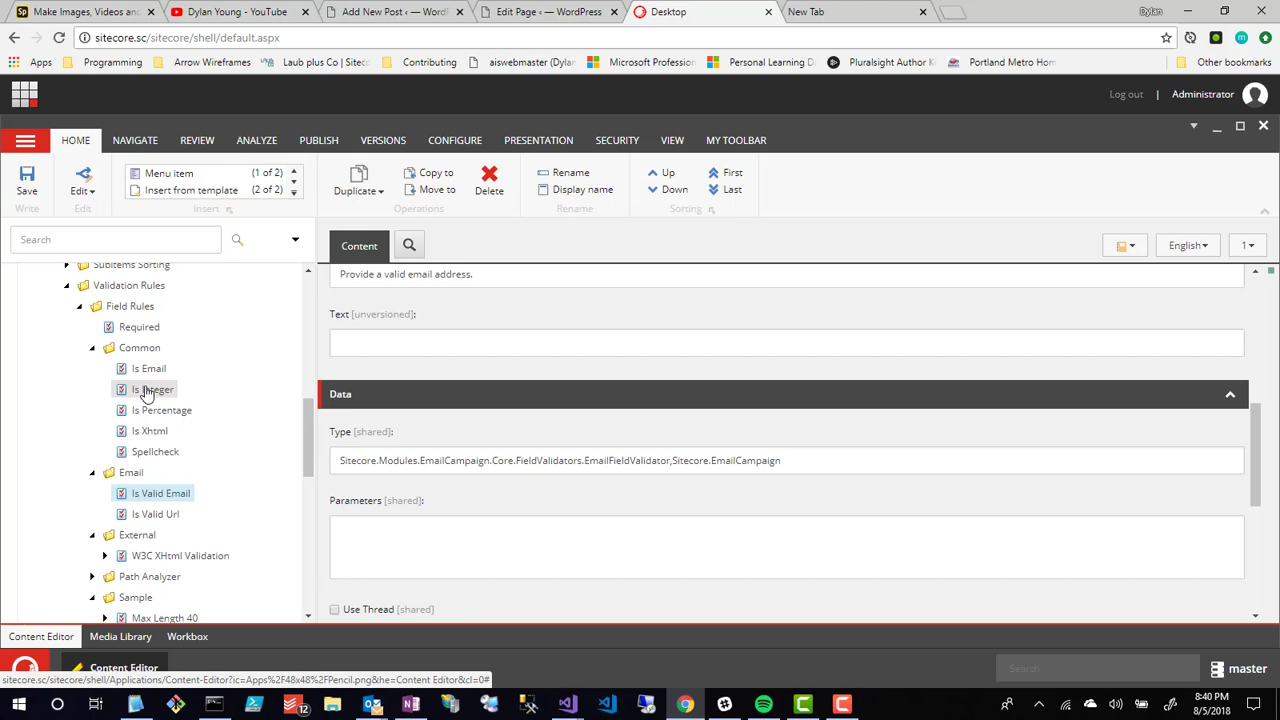 Make Images, Videos and
Dylan Young - YouTube
Add New Post ‹ — WordP
Edit Page ‹ — WordPress
Desktop
New Tab
Dylan
sitecore.sc/sitecore/shell/default.aspx
Apps
Programming
Arrow Wireframes
Laub plus Co | Sitec
Contributing
aiswebmaster (Dylan
Microsoft Profession
Personal Learning D
Pluralsight Author K
Portland Metro Hom
Other bookmarks
Log out | Administrator
HOME NAVIGATE REVIEW ANALYZE PUBLISH VERSIONS CONFIGURE PRESENTATION SECURITY VIEW MY TOOLBAR
Menu item (1 of 2)
Insert from template (2 of 2)
Copy to
Move to
Rename
Display name
Up
Down
First
Last
Save
Edit
Duplicate
Delete
Write
Edit
Insert
Operations
Rename
Sorting
Search
Content
English
1
Subitems Sorting
Validation Rules
Field Rules
Required
Common
Is Email
Is Integer
Is Percentage
Is Xhtml
Spellcheck
Email
Is Valid Email
Is Valid Url
External
W3C XHtml Validation
Path Analyzer
Sample
Max Length 40
Provide a valid email address.
Text [unversioned]:
Data
Type [shared]:
Sitecore.Modules.EmailCampaign.Core.FieldValidators.EmailFieldValidator,Sitecore.EmailCampaign
Parameters [shared]:
Use Thread [shared]
Content Editor
Media Library
Workbox
Content Editor
Search
master
sitecore.sc/sitecore/shell/Applications/Content-Editor?ic=Apps%2F48x48%2FPencil.png&he=Content Editor&cl=0#
12
8:40 PM
8/5/2018